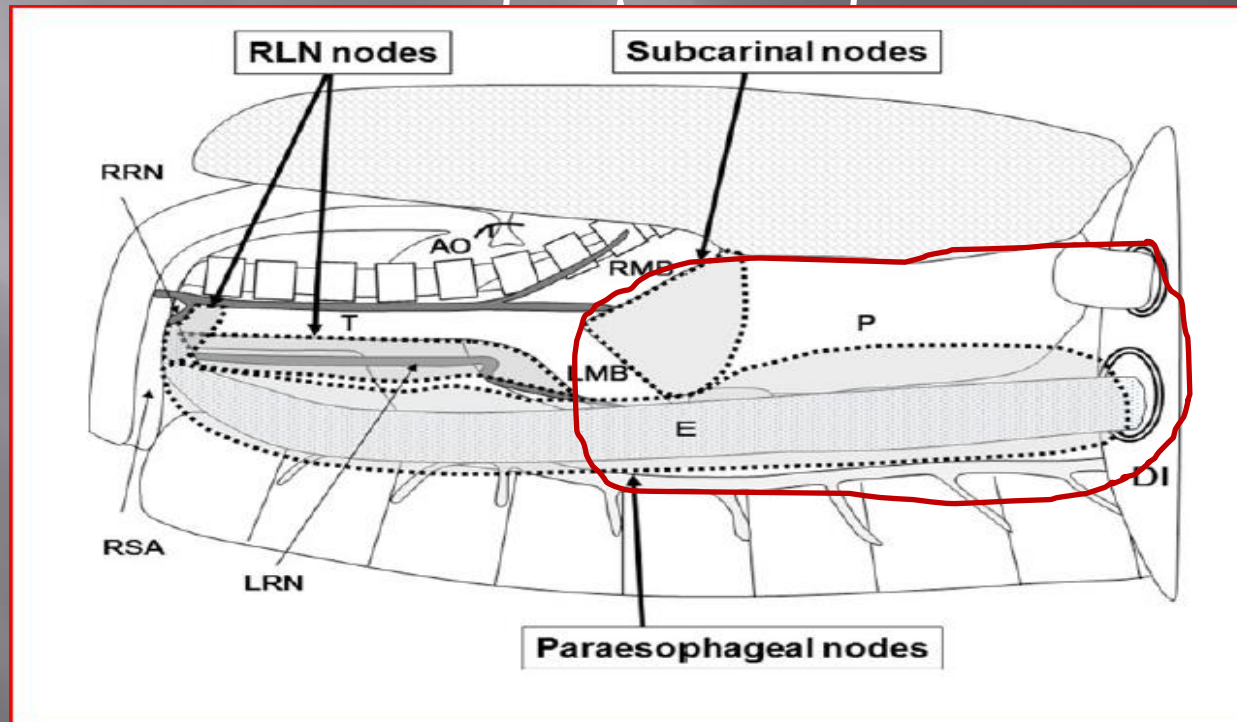 RLN nodes
Subcarinal nodes
RRN
AO
RMB
T
P
LMB
E
DI
RSA
LRN
Paraesophageal nodes